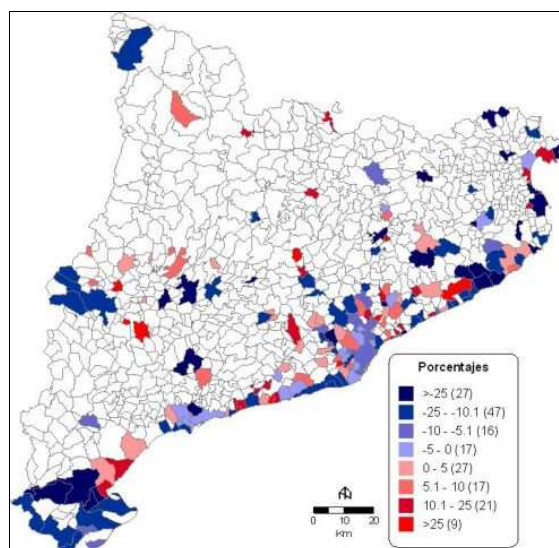 Porcentajes
>-25 (27)
-25 - -10.1 (47)
-10 - -5.1 (16)
-5 - 0 (17)
0 - 5 (27)
5.1 - 10 (17)
10.1 - 25 (21)
>25 (9)
0 10 20
Km